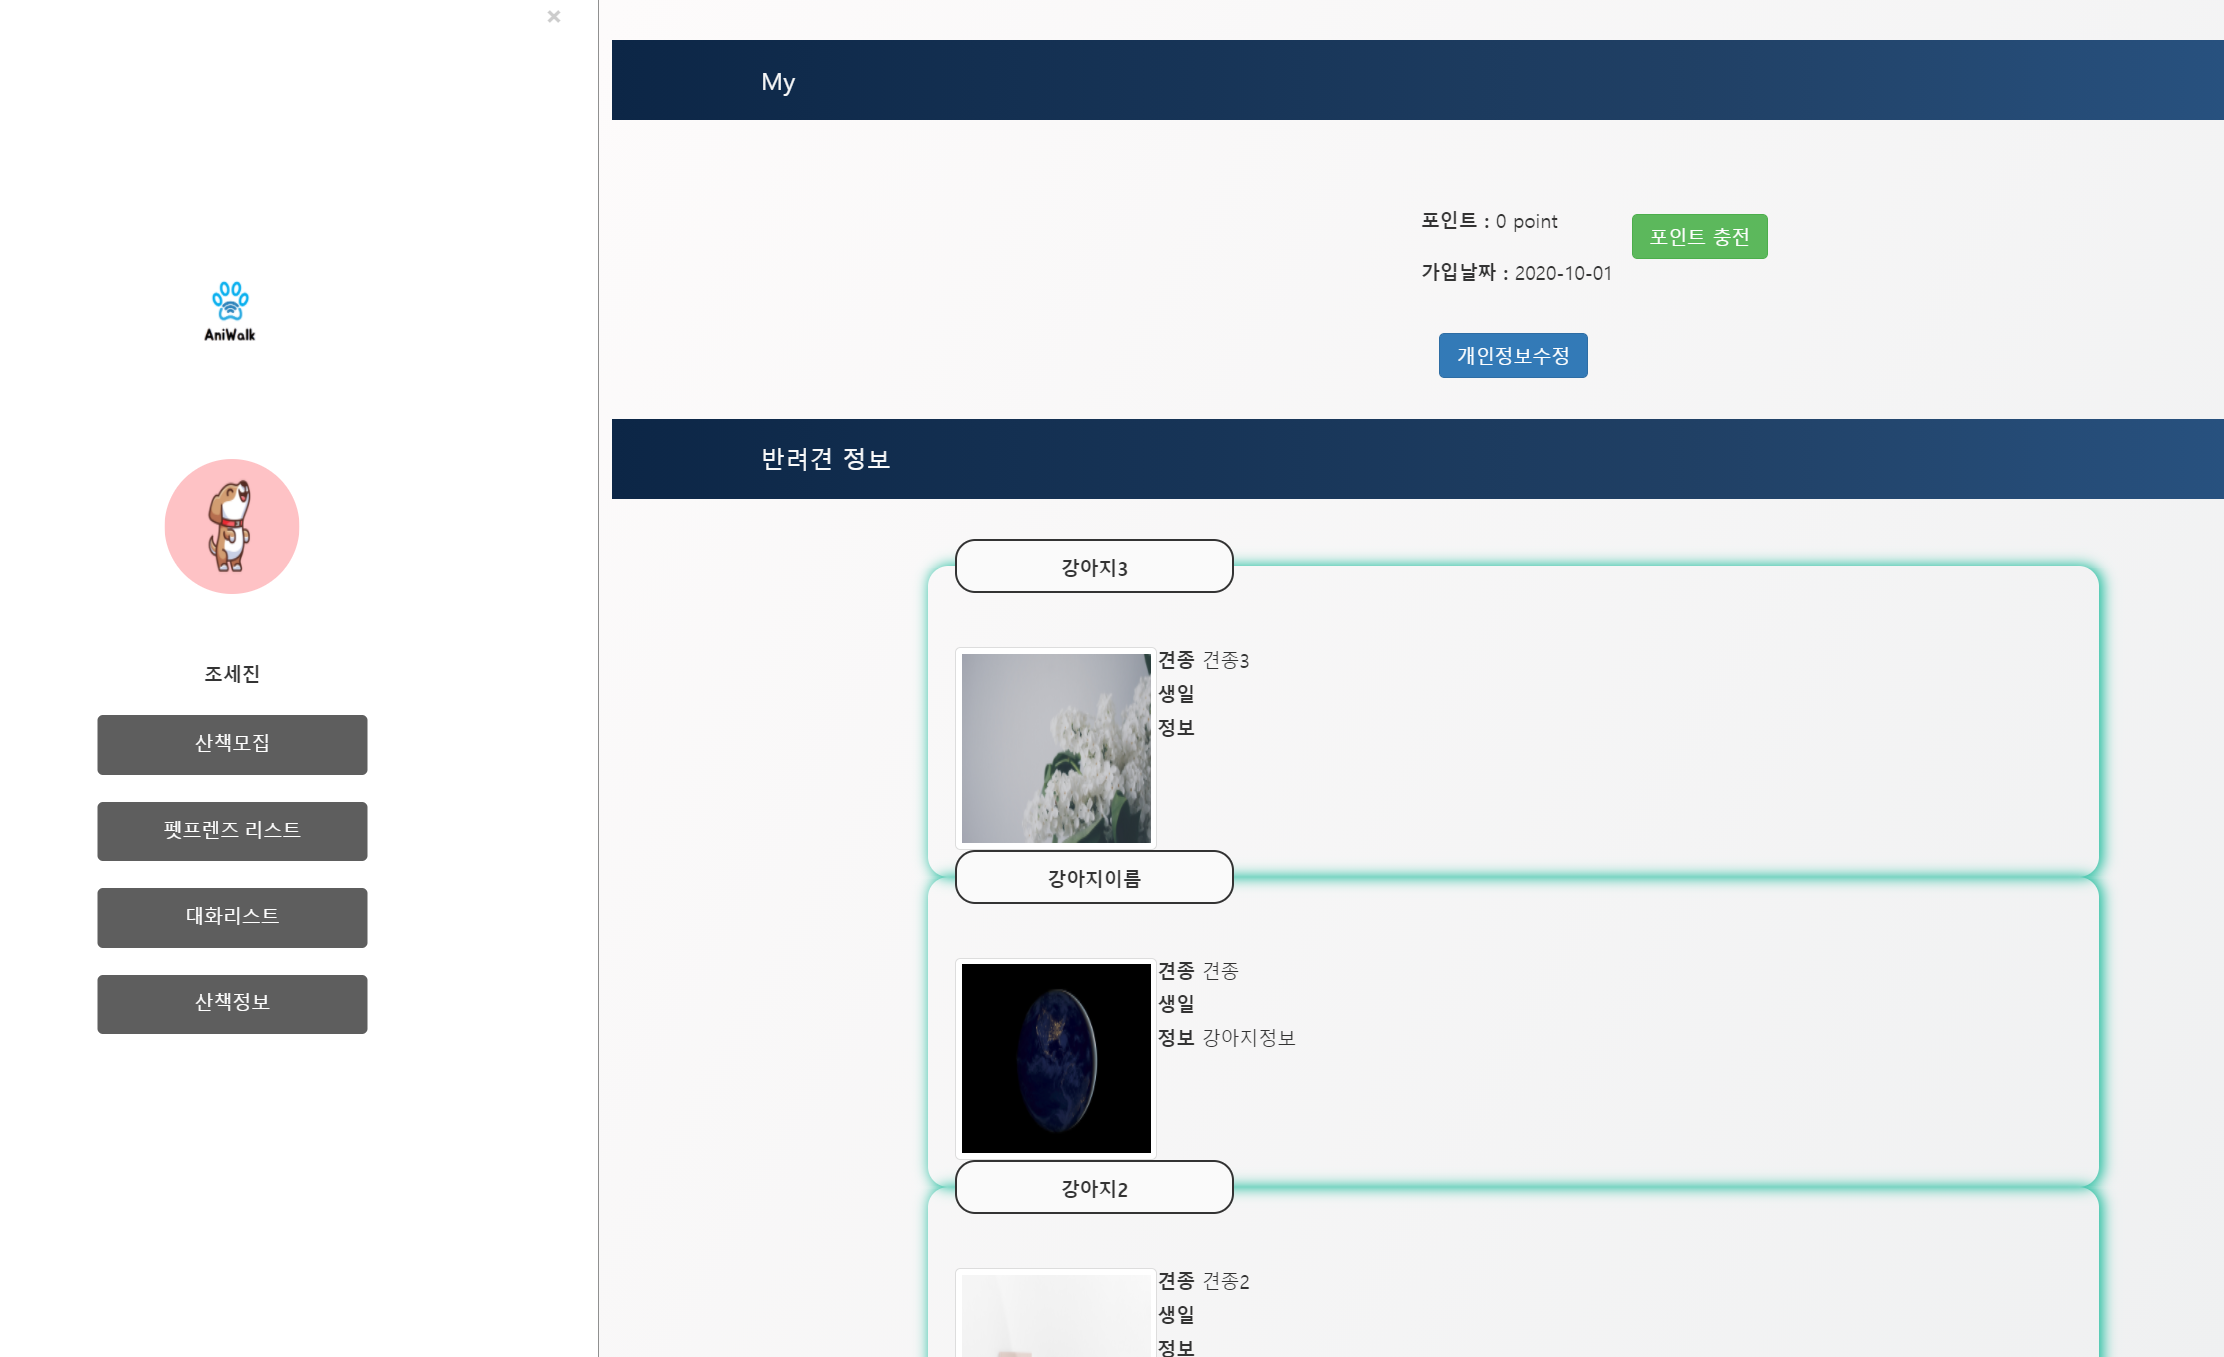 ×
AniWalk
조세진
산책모집
펫프렌즈 리스트
대화리스트
산책정보
My
포인트 : 0 point
포인트 충전
가입날짜 : 2020-10-01
개인정보수정
반려견 정보
강아지3
견종 견종3
생일
정보
강아지이름
견종 견종
생일
정보 강아지정보
강아지2
견종 견종2
생일
정보